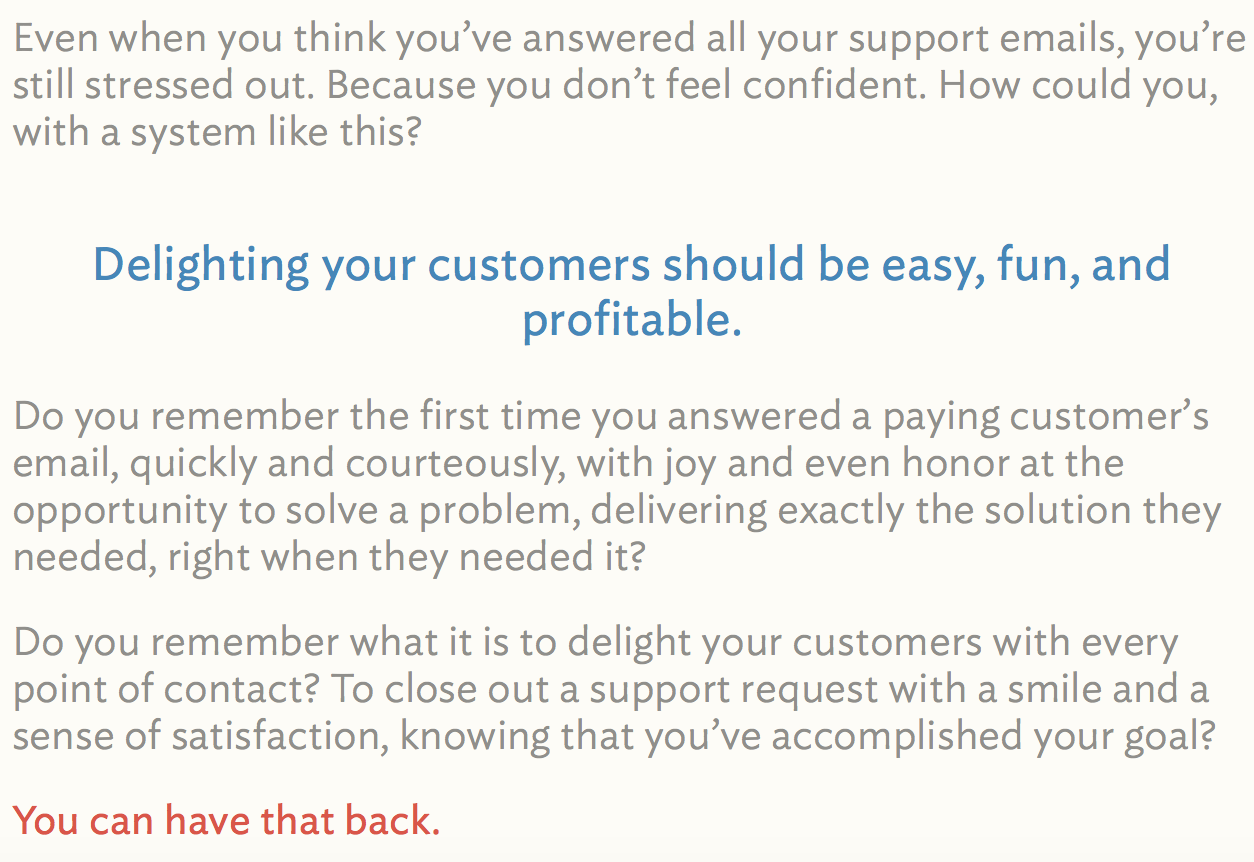 Even when you think you’ve answered all your support emails, you’re
still stressed out. Because you don’t feel confident. How could you,
with a system like this?
Delighting your customers should be easy, fun, and
profitable.
Do you remember the first time you answered a paying customer’s
email, quickly and courteously, with joy and even honor at the
opportunity to solve a problem, delivering exactly the solution they
needed, right when they needed it?
Do you remember what it is to delight your customers with every
point of contact? To close out a support request with a smile and a
sense of satisfaction, knowing that you’ve accomplished your goal?
You can have that back.